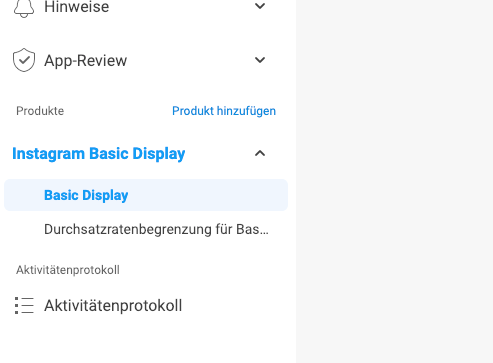 Hinweise
App-Review
Produkte Produkt hinzufügen
Instagram Basic Display
Basic Display
Durchsatzratenbegrenzung für Bas...
Aktivitätenprotokoll
Aktivitätenprotokoll